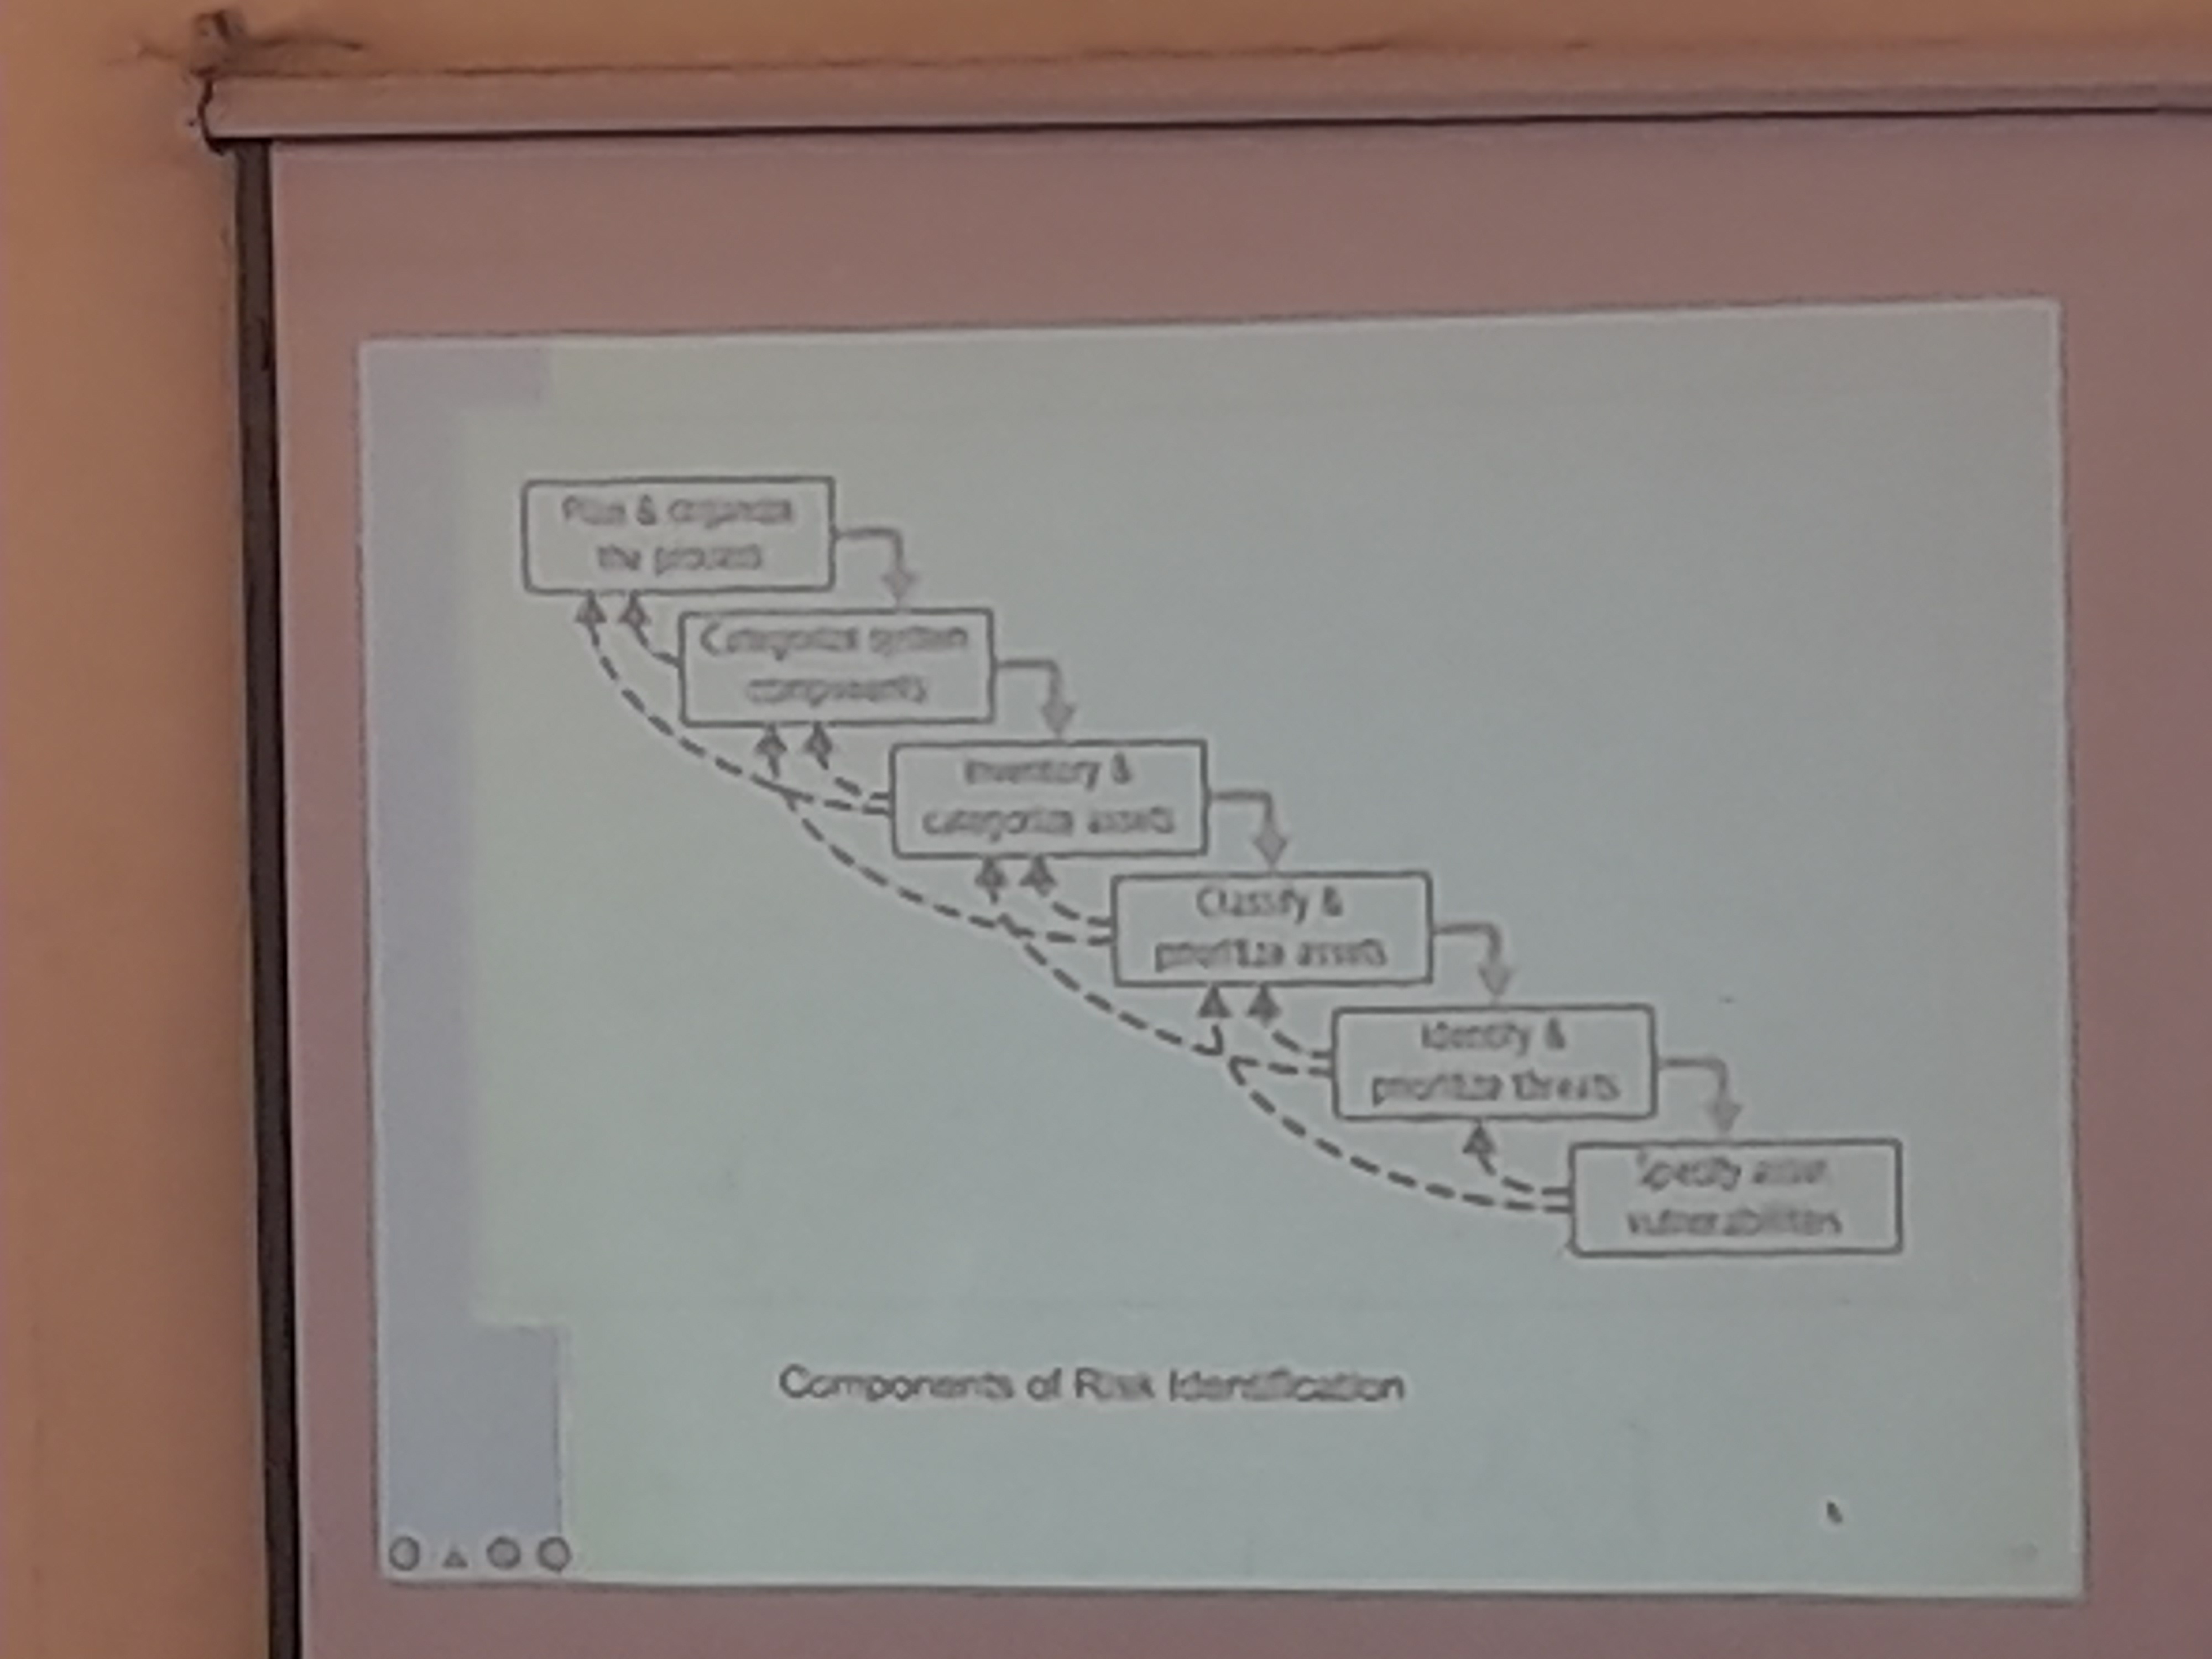 Plan & organize
the process
Categorize system
components
Inventory &
categorize assets
Classify &
prioritize assets
Identify &
prioritize threats
Specify asset
vulnerabilities
Components of Risk Identification